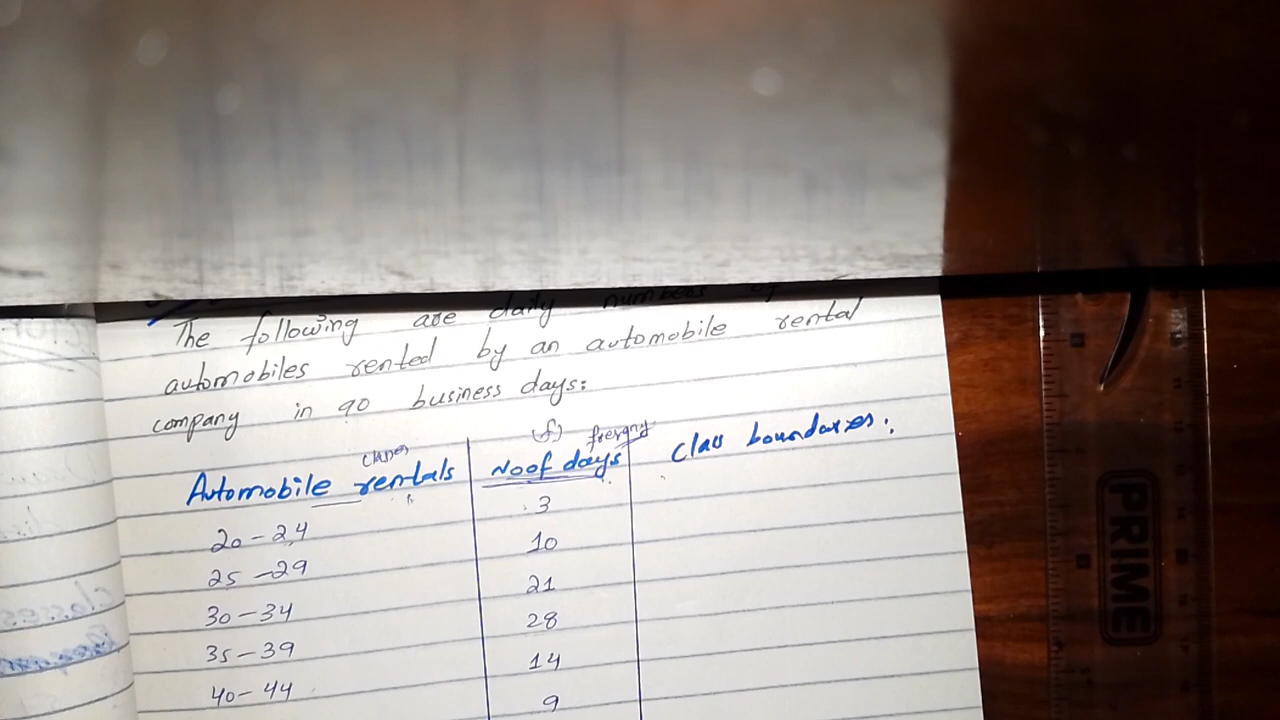 The following are daily numbers
automobiles rented by an automobile rental
company in 90 business days:
(f) frequny
classes
Automobile rentals No of days class boundaries:
20 - 24 3
25 - 29 10
30 - 34 21
35 - 39 28
40 - 44 14
9
PRIME